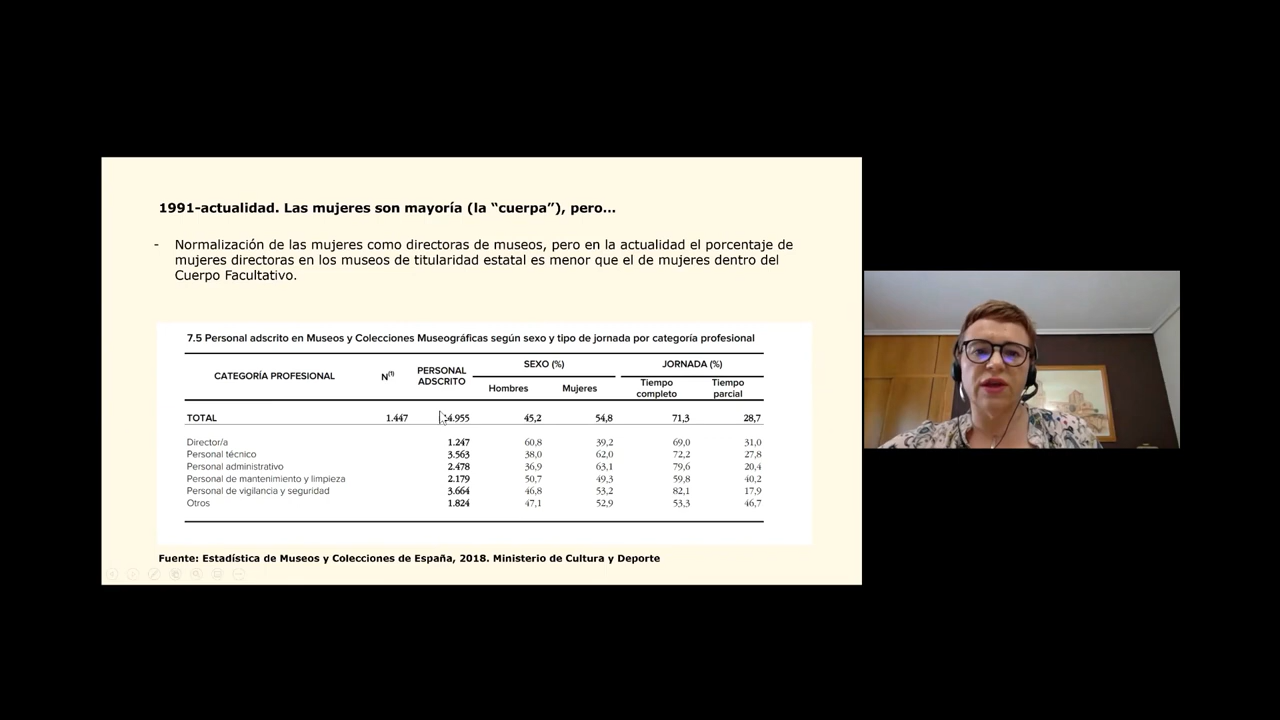 1991-actualidad. Las mujeres son mayoría (la “cuerpa”), pero...
- Normalización de las mujeres como directoras de museos, pero en la actualidad el porcentaje de
mujeres directoras en los museos de titularidad estatal es menor que el de mujeres dentro del
Cuerpo Facultativo.
7.5 Personal adscrito en Museos y Colecciones Museográficas según sexo y tipo de jornada por categoría profesional
CATEGORÍA PROFESIONAL N(1) PERSONAL ADSCRITO SEXO (%) JORNADA (%)
Hombres Mujeres Tiempo completo Tiempo parcial
TOTAL 1.447 4.955 45,2 54,8 71,3 28,7
Director/a 1.247 60,8 39,2 69,0 31,0
Personal técnico 3.563 38,0 62,0 72,2 27,8
Personal administrativo 2.478 36,9 63,1 79,6 20,4
Personal de mantenimiento y limpieza 2.179 50,7 49,3 59,8 40,2
Personal de vigilancia y seguridad 3.664 46,8 53,2 82,1 17,9
Otros 1.824 47,1 52,9 53,3 46,7
Fuente: Estadística de Museos y Colecciones de España, 2018. Ministerio de Cultura y Deporte